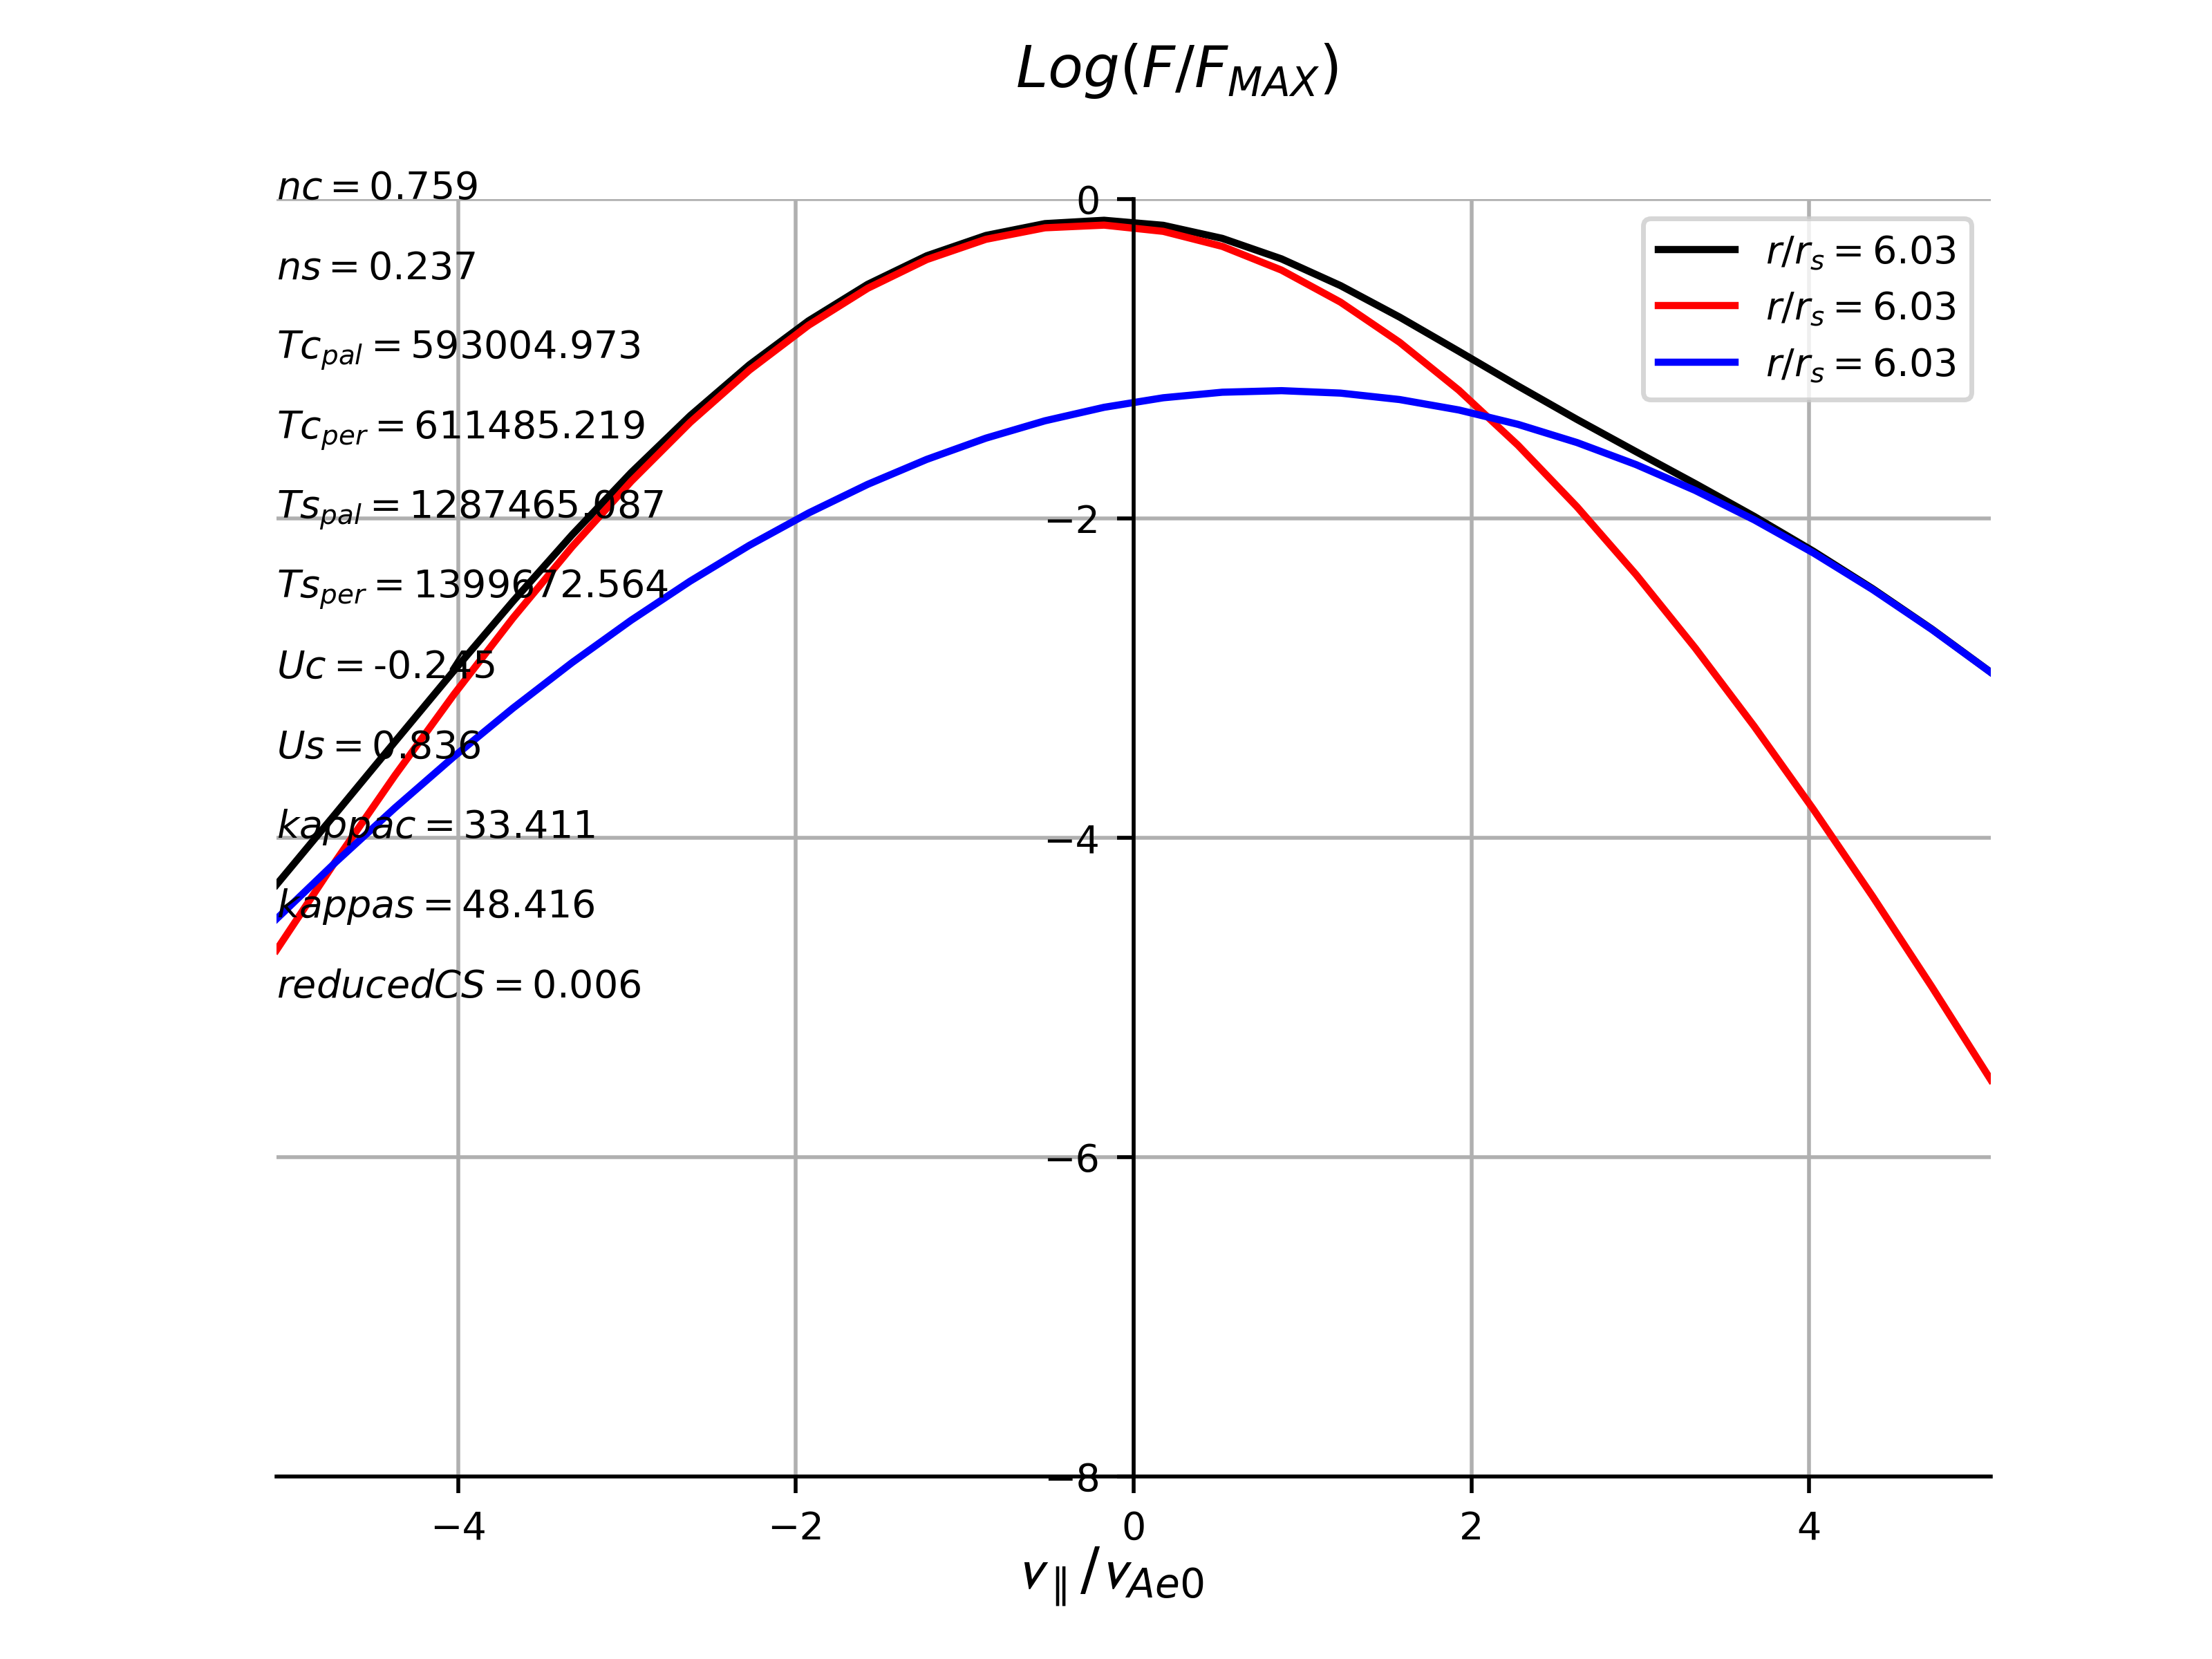 Log(F/F_MAX)
nc = 0.759
ns = 0.237
Tc_pal = 593004.973
Tc_per = 611485.219
Ts_pal = 1287465.087
Ts_per = 1399672.564
Uc = -0.245
Us = 0.836
kappac = 33.411
kappas = 48.416
reducedCS = 0.006
0
−2
−4
−6
−8
r/r_s = 6.03
r/r_s = 6.03
r/r_s = 6.03
−4 −2 0 2 4
v_∥/v_Ae0